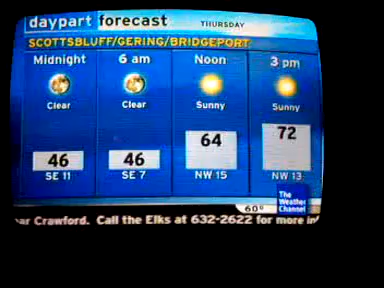 daypart forecast THURSDAY
SCOTTSBLUFF/GERING/BRIDGEPORT
Midnight 6 am Noon 3 pm
Clear Clear Sunny Sunny
46 46 64 72
SE 11 SE 7 NW 15 NW 13
The
Weather
Channel
60°
ar Crawford. Call the Elks at 632-2622 for more in